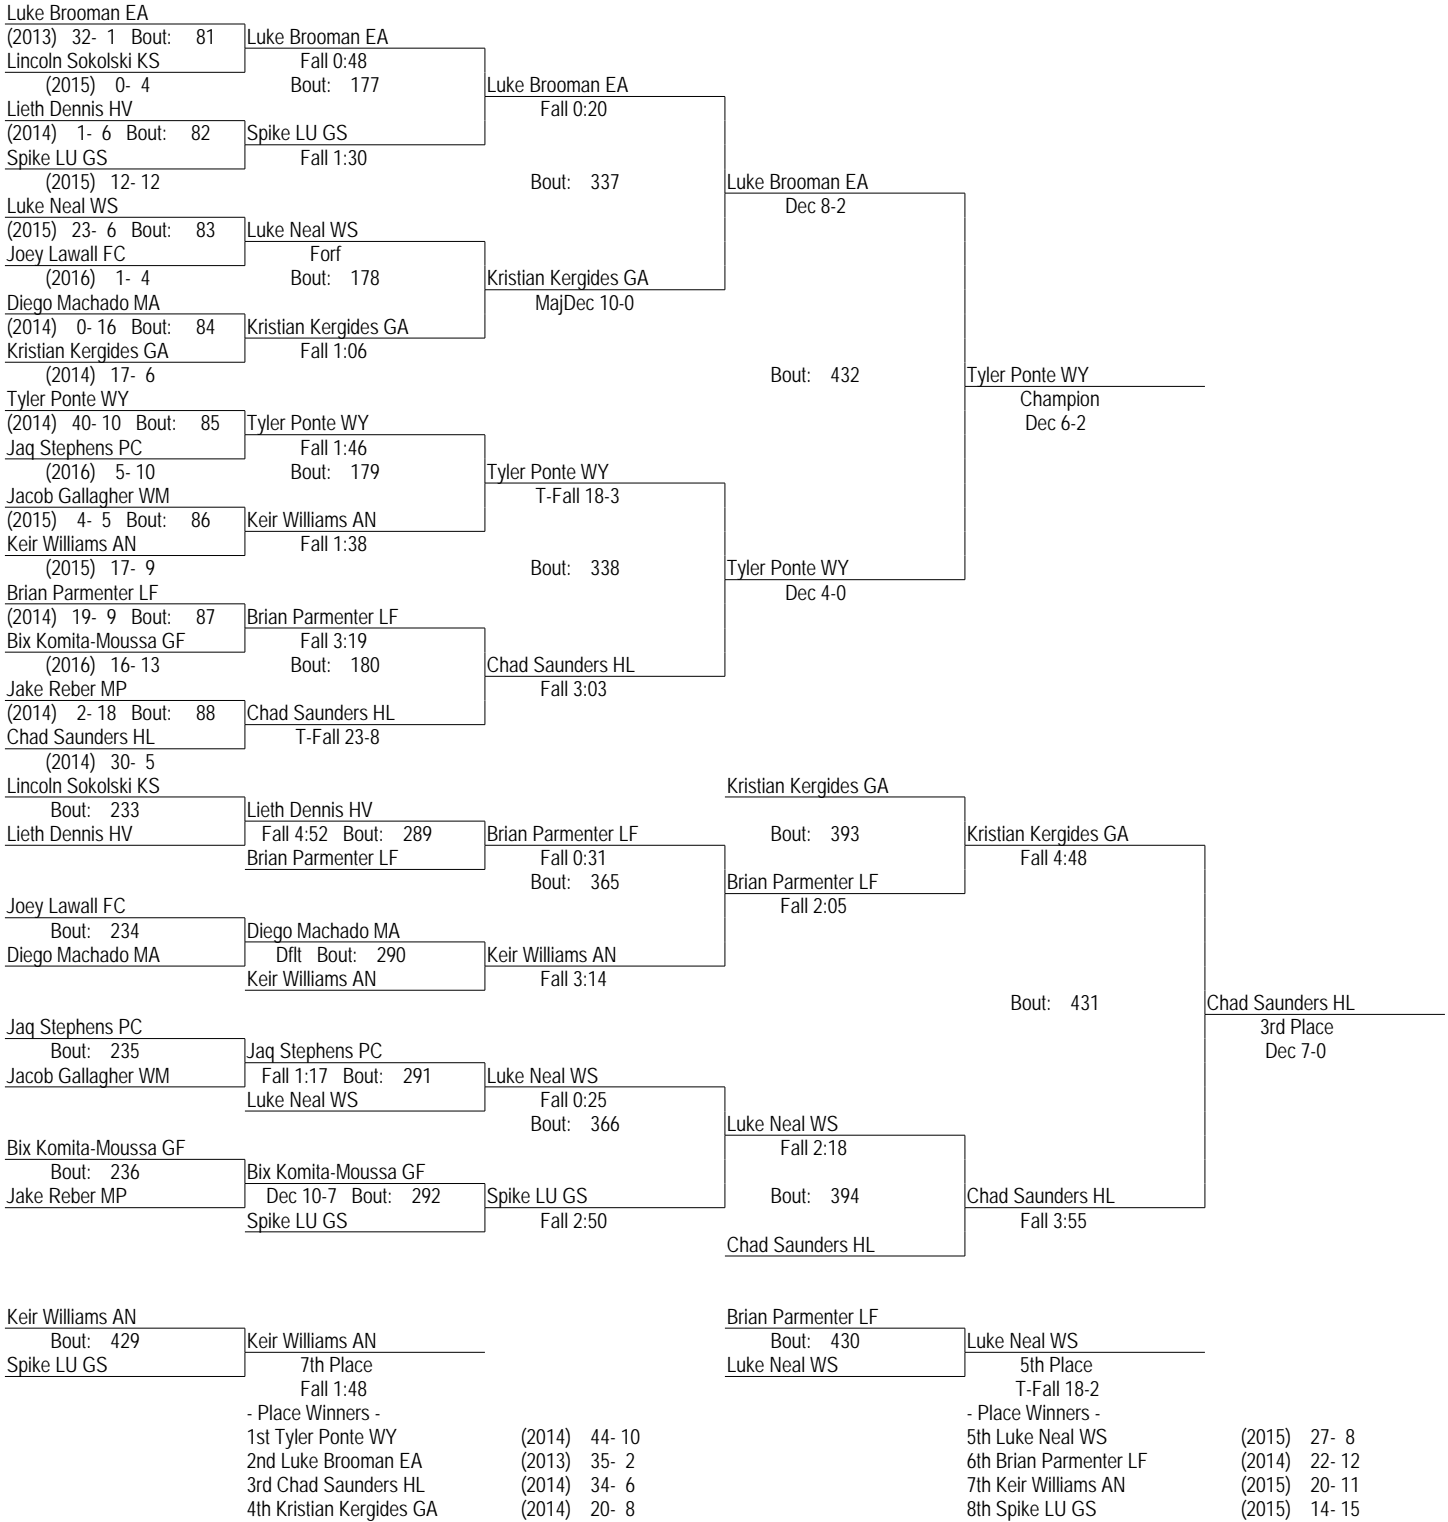 Luke Brooman EA
(2013) 32- 1 Bout: 81 Luke Brooman EA
Lincoln Sokolski KS Fall 0:48
(2015) 0- 4 Bout: 177 Luke Brooman EA
Lieth Dennis HV Fall 0:20
(2014) 1- 6 Bout: 82 Spike LU GS
Spike LU GS Fall 1:30
(2015) 12- 12 Bout: 337 Luke Brooman EA
Luke Neal WS Dec 8-2
(2015) 23- 6 Bout: 83 Luke Neal WS
Joey Lawall FC Forf
(2016) 1- 4 Bout: 178 Kristian Kergides GA
Diego Machado MA MajDec 10-0
(2014) 0- 16 Bout: 84 Kristian Kergides GA
Kristian Kergides GA Fall 1:06
(2014) 17- 6 Bout: 432 Tyler Ponte WY
Tyler Ponte WY Champion
(2014) 40- 10 Bout: 85 Tyler Ponte WY Dec 6-2
Jaq Stephens PC Fall 1:46
(2016) 5- 10 Bout: 179 Tyler Ponte WY
Jacob Gallagher WM T-Fall 18-3
(2015) 4- 5 Bout: 86 Keir Williams AN
Keir Williams AN Fall 1:38
(2015) 17- 9 Bout: 338 Tyler Ponte WY
Brian Parmenter LF Dec 4-0
(2014) 19- 9 Bout: 87 Brian Parmenter LF
Bix Komita-Moussa GF Fall 3:19
(2016) 16- 13 Bout: 180 Chad Saunders HL
Jake Reber MP Fall 3:03
(2014) 2- 18 Bout: 88 Chad Saunders HL
Chad Saunders HL T-Fall 23-8
(2014) 30- 5
Lincoln Sokolski KS Kristian Kergides GA
Bout: 233 Lieth Dennis HV
Lieth Dennis HV Fall 4:52 Bout: 289 Brian Parmenter LF Bout: 393 Kristian Kergides GA
Brian Parmenter LF Fall 0:31 Fall 4:48
Bout: 365 Brian Parmenter LF
Joey Lawall FC Fall 2:05
Bout: 234 Diego Machado MA
Diego Machado MA Dflt Bout: 290 Keir Williams AN
Keir Williams AN Fall 3:14
Bout: 431 Chad Saunders HL
Jaq Stephens PC 3rd Place
Bout: 235 Jaq Stephens PC Dec 7-0
Jacob Gallagher WM Fall 1:17 Bout: 291 Luke Neal WS
Luke Neal WS Fall 0:25
Bout: 366 Luke Neal WS
Bix Komita-Moussa GF Fall 2:18
Bout: 236 Bix Komita-Moussa GF
Jake Reber MP Dec 10-7 Bout: 292 Spike LU GS Bout: 394 Chad Saunders HL
Spike LU GS Fall 2:50 Fall 3:55
Chad Saunders HL
Keir Williams AN Brian Parmenter LF
Bout: 429 Keir Williams AN Bout: 430 Luke Neal WS
Spike LU GS 7th Place Luke Neal WS 5th Place
Fall 1:48 T-Fall 18-2
- Place Winners - - Place Winners -
1st Tyler Ponte WY (2014) 44- 10 5th Luke Neal WS (2015) 27- 8
2nd Luke Brooman EA (2013) 35- 2 6th Brian Parmenter LF (2014) 22- 12
3rd Chad Saunders HL (2014) 34- 6 7th Keir Williams AN (2015) 20- 11
4th Kristian Kergides GA (2014) 20- 8 8th Spike LU GS (2015) 14- 15